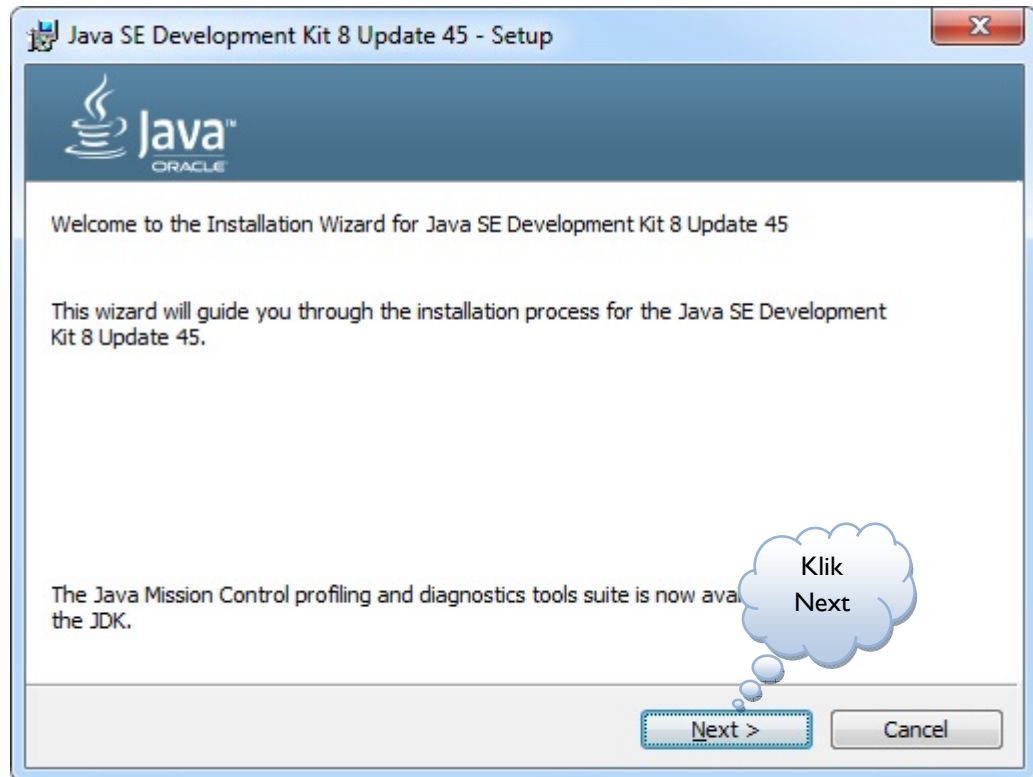 Java SE Development Kit 8 Update 45 - Setup
Java™
ORACLE
Welcome to the Installation Wizard for Java SE Development Kit 8 Update 45
This wizard will guide you through the installation process for the Java SE Development
Kit 8 Update 45.
The Java Mission Control profiling and diagnostics tools suite is now
the JDK.
Klik
Next
Next >
Cancel